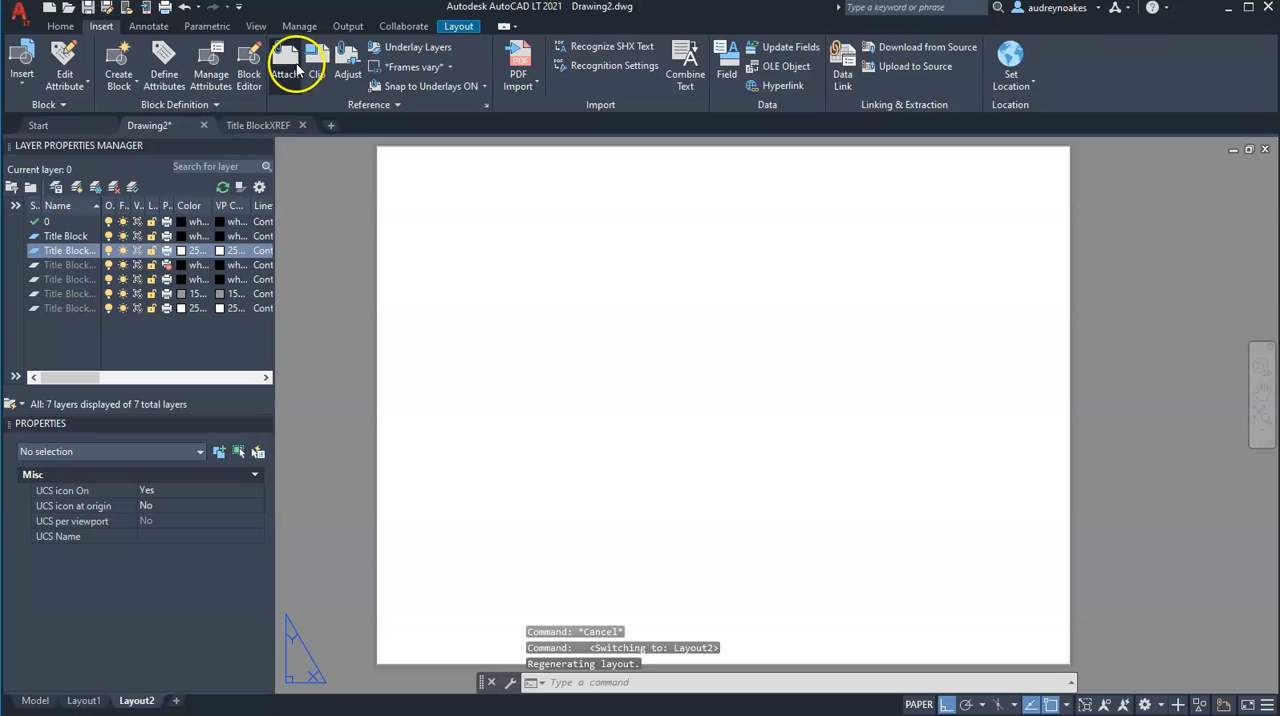 Autodesk AutoCAD LT 2021 Drawing2.dwg
Type a keyword or phrase
audreynoakes
Home Insert Annotate Parametric View Manage Output Collaborate Layout
Insert
Edit Attribute
Create Block
Define Attributes
Manage Attributes
Block Editor
Attach Clip Adjust
Underlay Layers
*Frames vary*
Snap to Underlays ON
PDF Import
Recognize SHX Text
Recognition Settings
Combine Text
Field
Update Fields
OLE Object
Hyperlink
Data Link
Download from Source
Upload to Source
Set Location
Block Block Definition Reference Import Data Linking & Extraction Location
Start Drawing2* Title BlockXREF
LAYER PROPERTIES MANAGER
Current layer: 0
Search for layer
S.. Name O. F.. V.. L.. P.. Color VP C... Line
0 wh... wh... Cont
Title Block wh... wh... Cont
Title Block... 25... 25... Cont
Title Block... wh... wh... Cont
Title Block... wh... wh... Cont
Title Block... 15... 15... Cont
Title Block... 25... 25... Cont
All: 7 layers displayed of 7 total layers
PROPERTIES
No selection
Misc
UCS icon On Yes
UCS icon at origin No
UCS per viewport No
UCS Name
Y
X
Command: *Cancel*
Command: <Switching to: Layout2>
Regenerating layout.
Type a command
Model Layout1 Layout2
PAPER